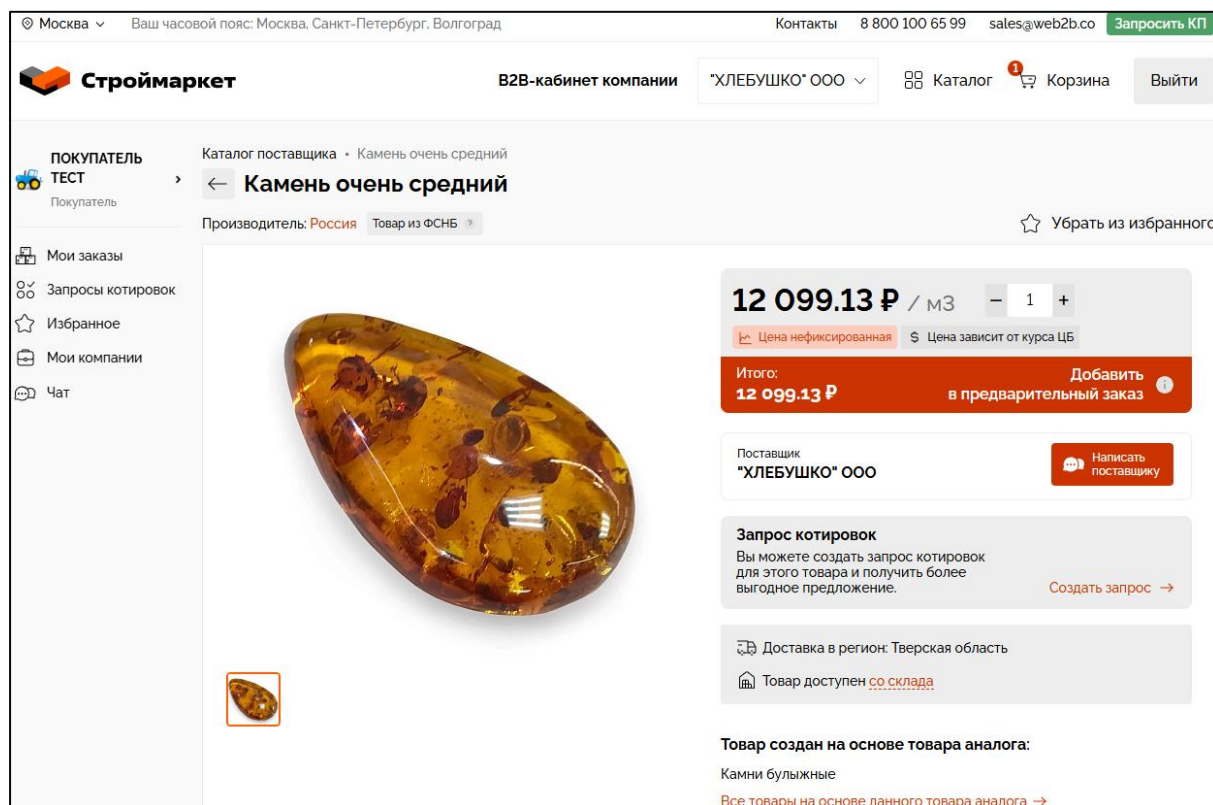 Москва Ваш часовой пояс: Москва, Санкт-Петербург, Волгоград Контакты 8 800 100 65 99 sales@web2b.co Запросить КП
Строймаркет B2B-кабинет компании "ХЛЕБУШКО" ООО Каталог 1 Корзина Выйти
ПОКУПАТЕЛЬ
ТЕСТ
Покупатель
Мои заказы
Запросы котировок
Избранное
Мои компании
Чат
Каталог поставщика • Камень очень средний
← Камень очень средний
Производитель: Россия Товар из ФСНБ ?
Убрать из избранного
12 099.13 ₽ / м3 – 1 +
Цена нефиксированная $ Цена зависит от курса ЦБ
Итого:
12 099.13 ₽
Добавить
в предварительный заказ
Поставщик
"ХЛЕБУШКО" ООО
Написать
поставщику
Запрос котировок
Вы можете создать запрос котировок
для этого товара и получить более
выгодное предложение.
Создать запрос →
Доставка в регион: Тверская область
Товар доступен со склада
Товар создан на основе товара аналога:
Камни булыжные
Все товары на основе данного товара аналога →